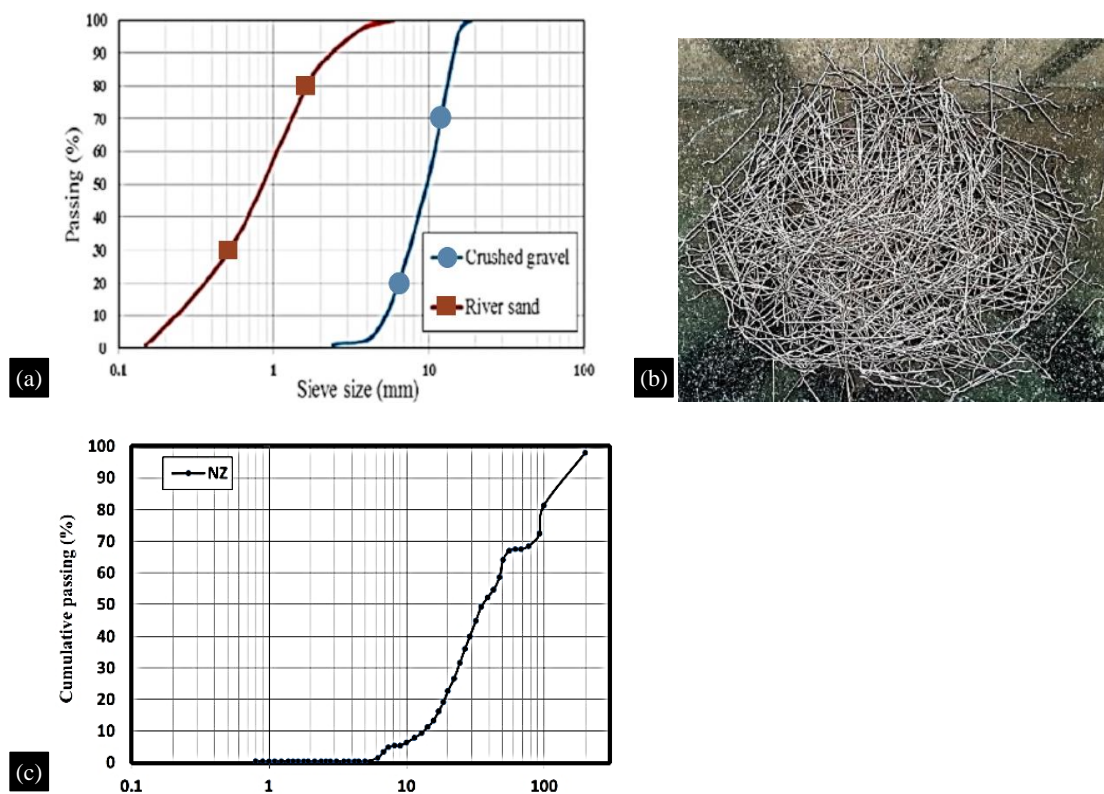 100
90
80
70
60
50
40
30
20
10
0
Passing (%)
Crushed gravel
River sand
0.1 1 10 100
Sieve size (mm)
(a)
(b)
100
90
80
70
60
50
40
30
20
10
0
Cumulative passing (%)
NZ
0.1 1 10 100
(c)